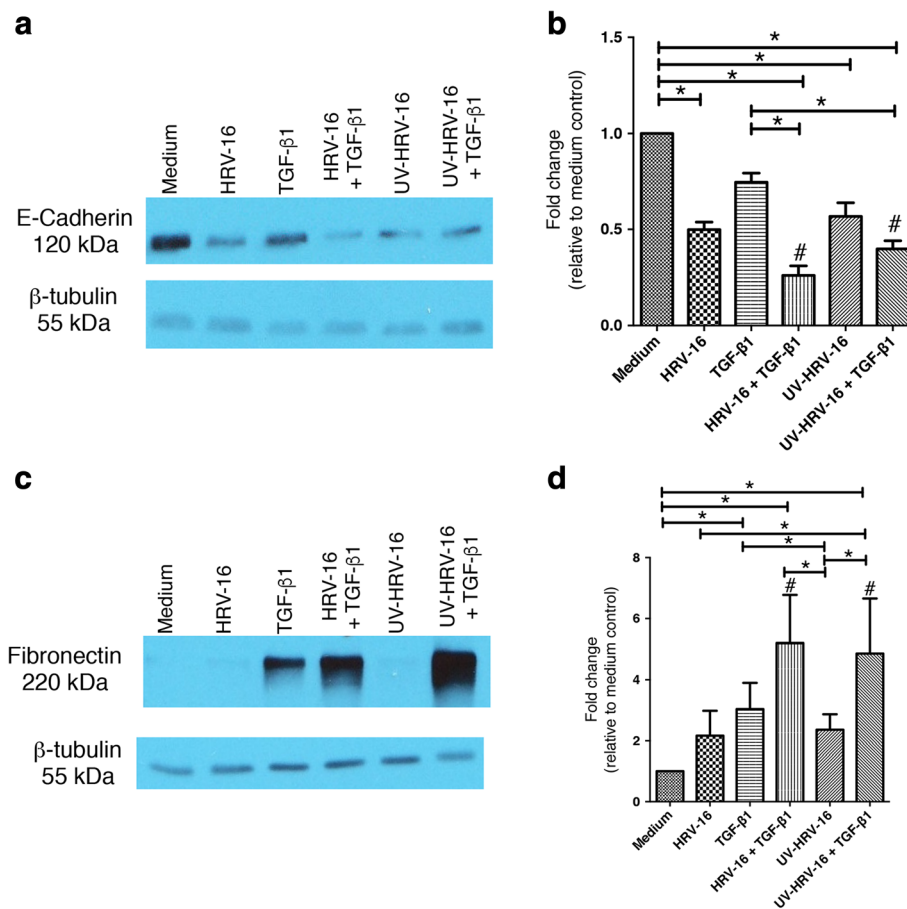 a
Medium
HRV-16
TGF-β1
HRV-16
+ TGF-β1
UV-HRV-16
UV-HRV-16
+ TGF-β1
E-Cadherin
120 kDa
β-tubulin
55 kDa
b
Fold change
(relative to medium control)
1.5
1.0
0.5
0.0
*
*
*
*
*
*
#
#
Medium
HRV-16
TGF-β1
HRV-16 + TGF-β1
UV-HRV-16
UV-HRV-16 + TGF-β1
c
Medium
HRV-16
TGF-β1
HRV-16
+ TGF-β1
UV-HRV-16
UV-HRV-16
+ TGF-β1
Fibronectin
220 kDa
β-tubulin
55 kDa
d
Fold change
(relative to medium control)
8
6
4
2
0
*
*
*
*
*
*
*
#
#
Medium
HRV-16
TGF-β1
HRV-16 + TGF-β1
UV-HRV-16
UV-HRV-16 + TGF-β1